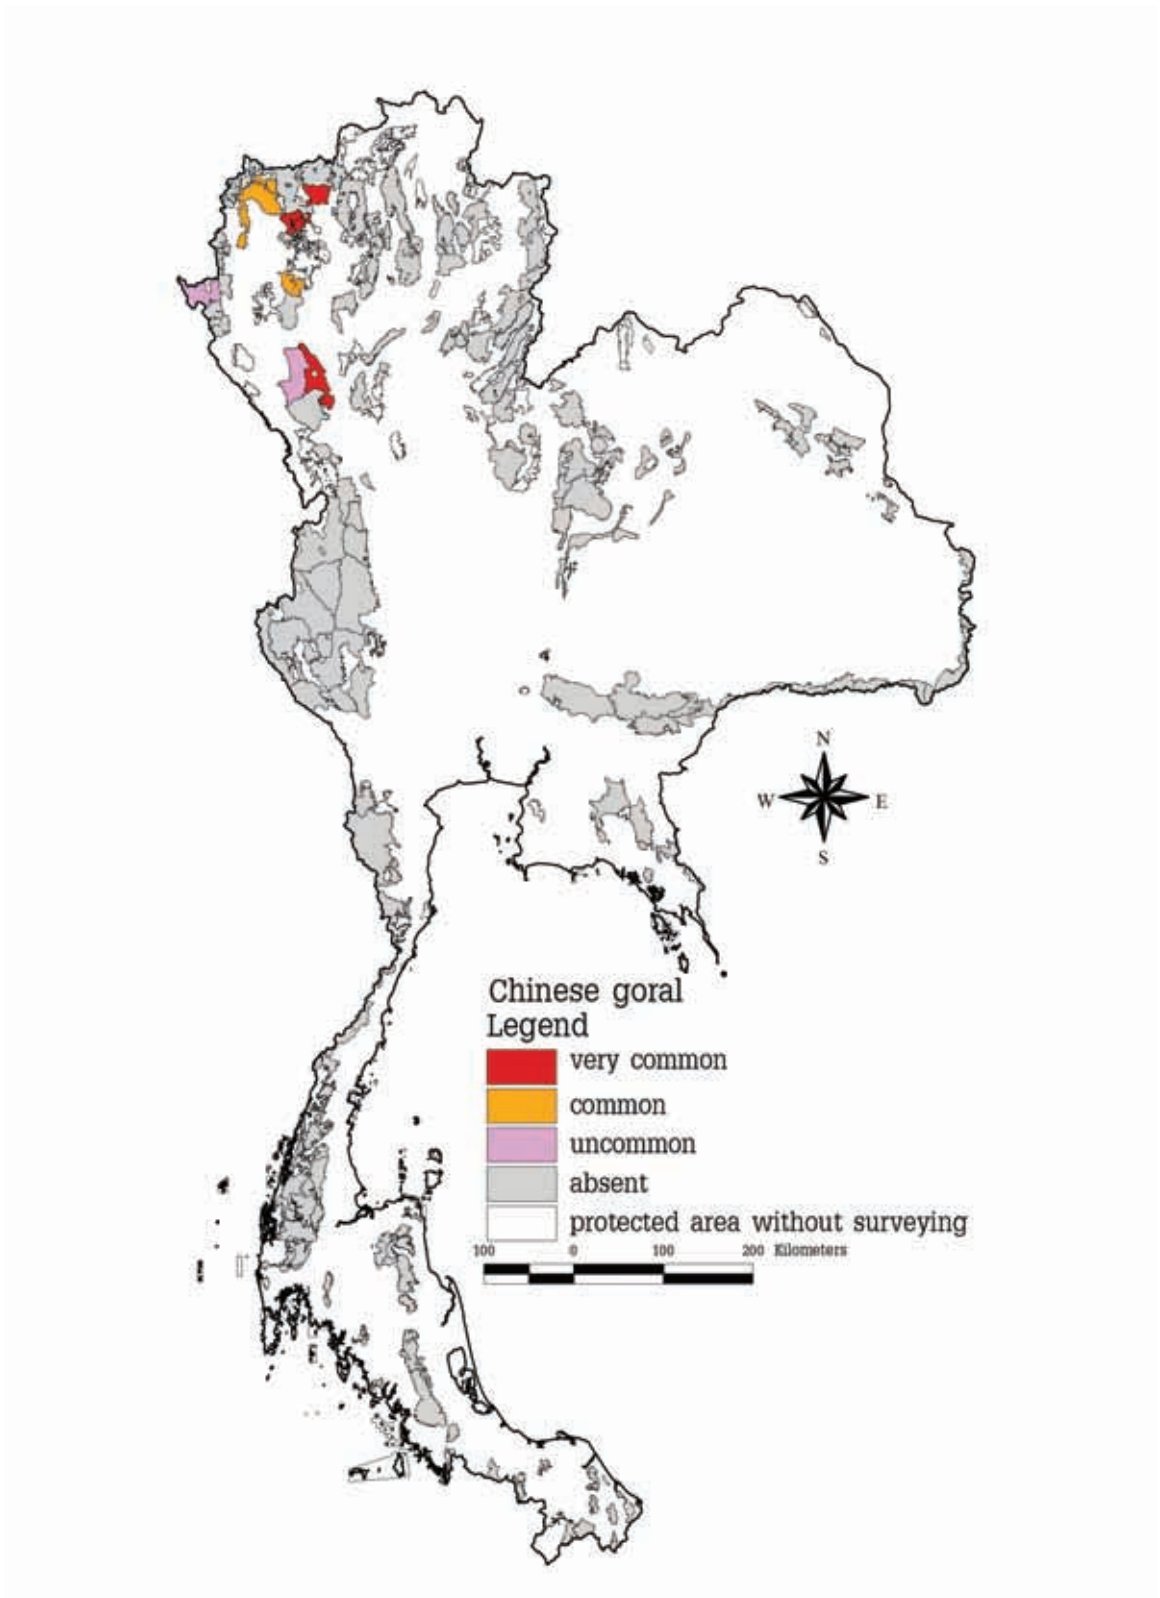 N
W E
S
Chinese goral
Legend
very common
common
uncommon
absent
protected area without surveying
100 0 100 200 Kilometers